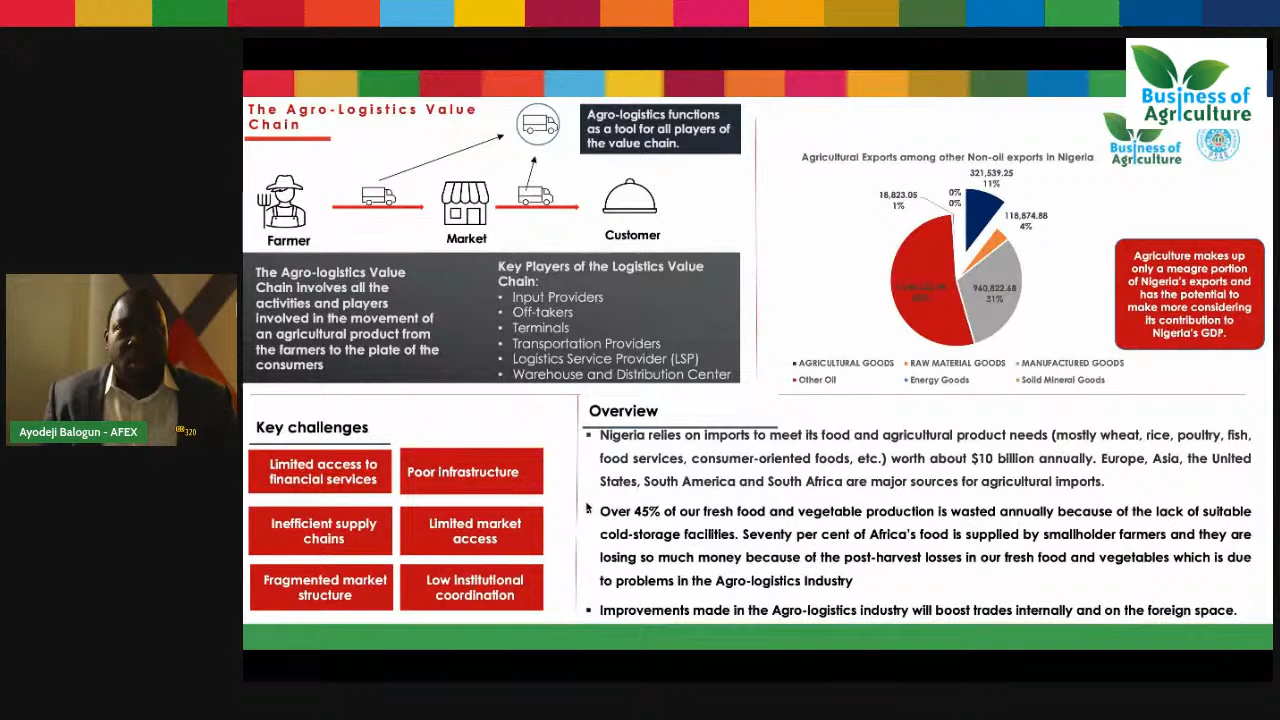 Business of
Agriculture
Business of
Agriculture
The Agro-Logistics Value
Chain
Agro-logistics functions
as a tool for all players of
the value chain.
Farmer
Market
Customer
The Agro-logistics Value
Chain involves all the
activities and players
involved in the movement of
an agricultural product from
the farmers to the plate of the
consumers
Key Players of the Logistics Value
Chain:
• Input Providers
• Off-takers
• Terminals
• Transportation Providers
• Logistics Service Provider (LSP)
• Warehouse and Distribution Center
Agricultural Exports among other Non-oil exports in Nigeria
321,539.25
11%
18,823.05
1%
0%
0%
118,874.88
4%
960,822.68
31%
AGRICULTURAL GOODS
RAW MATERIAL GOODS
MANUFACTURED GOODS
Other Oil
Energy Goods
Solid Mineral Goods
Agriculture makes up
only a meagre portion
of Nigeria's exports and
has the potential to
make more considering
its contribution to
Nigeria's GDP.
Ayodeji Balogun - AFEX
320
Key challenges
Limited access to
financial services
Poor infrastructure
Inefficient supply
chains
Limited market
access
Fragmented market
structure
Low institutional
coordination
Overview
▪ Nigeria relies on imports to meet its food and agricultural product needs (mostly wheat, rice, poultry, fish,
food services, consumer-oriented foods, etc.) worth about $10 billion annually. Europe, Asia, the United
States, South America and South Africa are major sources for agricultural imports.
▪ Over 45% of our fresh food and vegetable production is wasted annually because of the lack of suitable
cold-storage facilities. Seventy per cent of Africa's food is supplied by smallholder farmers and they are
losing so much money because of the post-harvest losses in our fresh food and vegetables which is due
to problems in the Agro-logistics Industry
▪ Improvements made in the Agro-logistics industry will boost trades internally and on the foreign space.